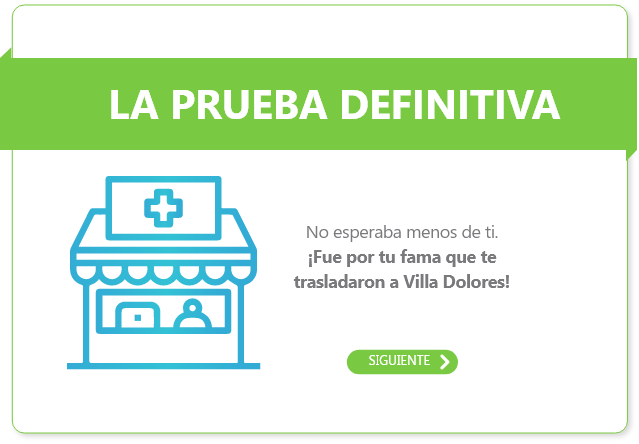 LA PRUEBA DEFINITIVA
No esperaba menos de ti.
¡Fue por tu fama que te
trasladaron a Villa Dolores!
SIGUIENTE